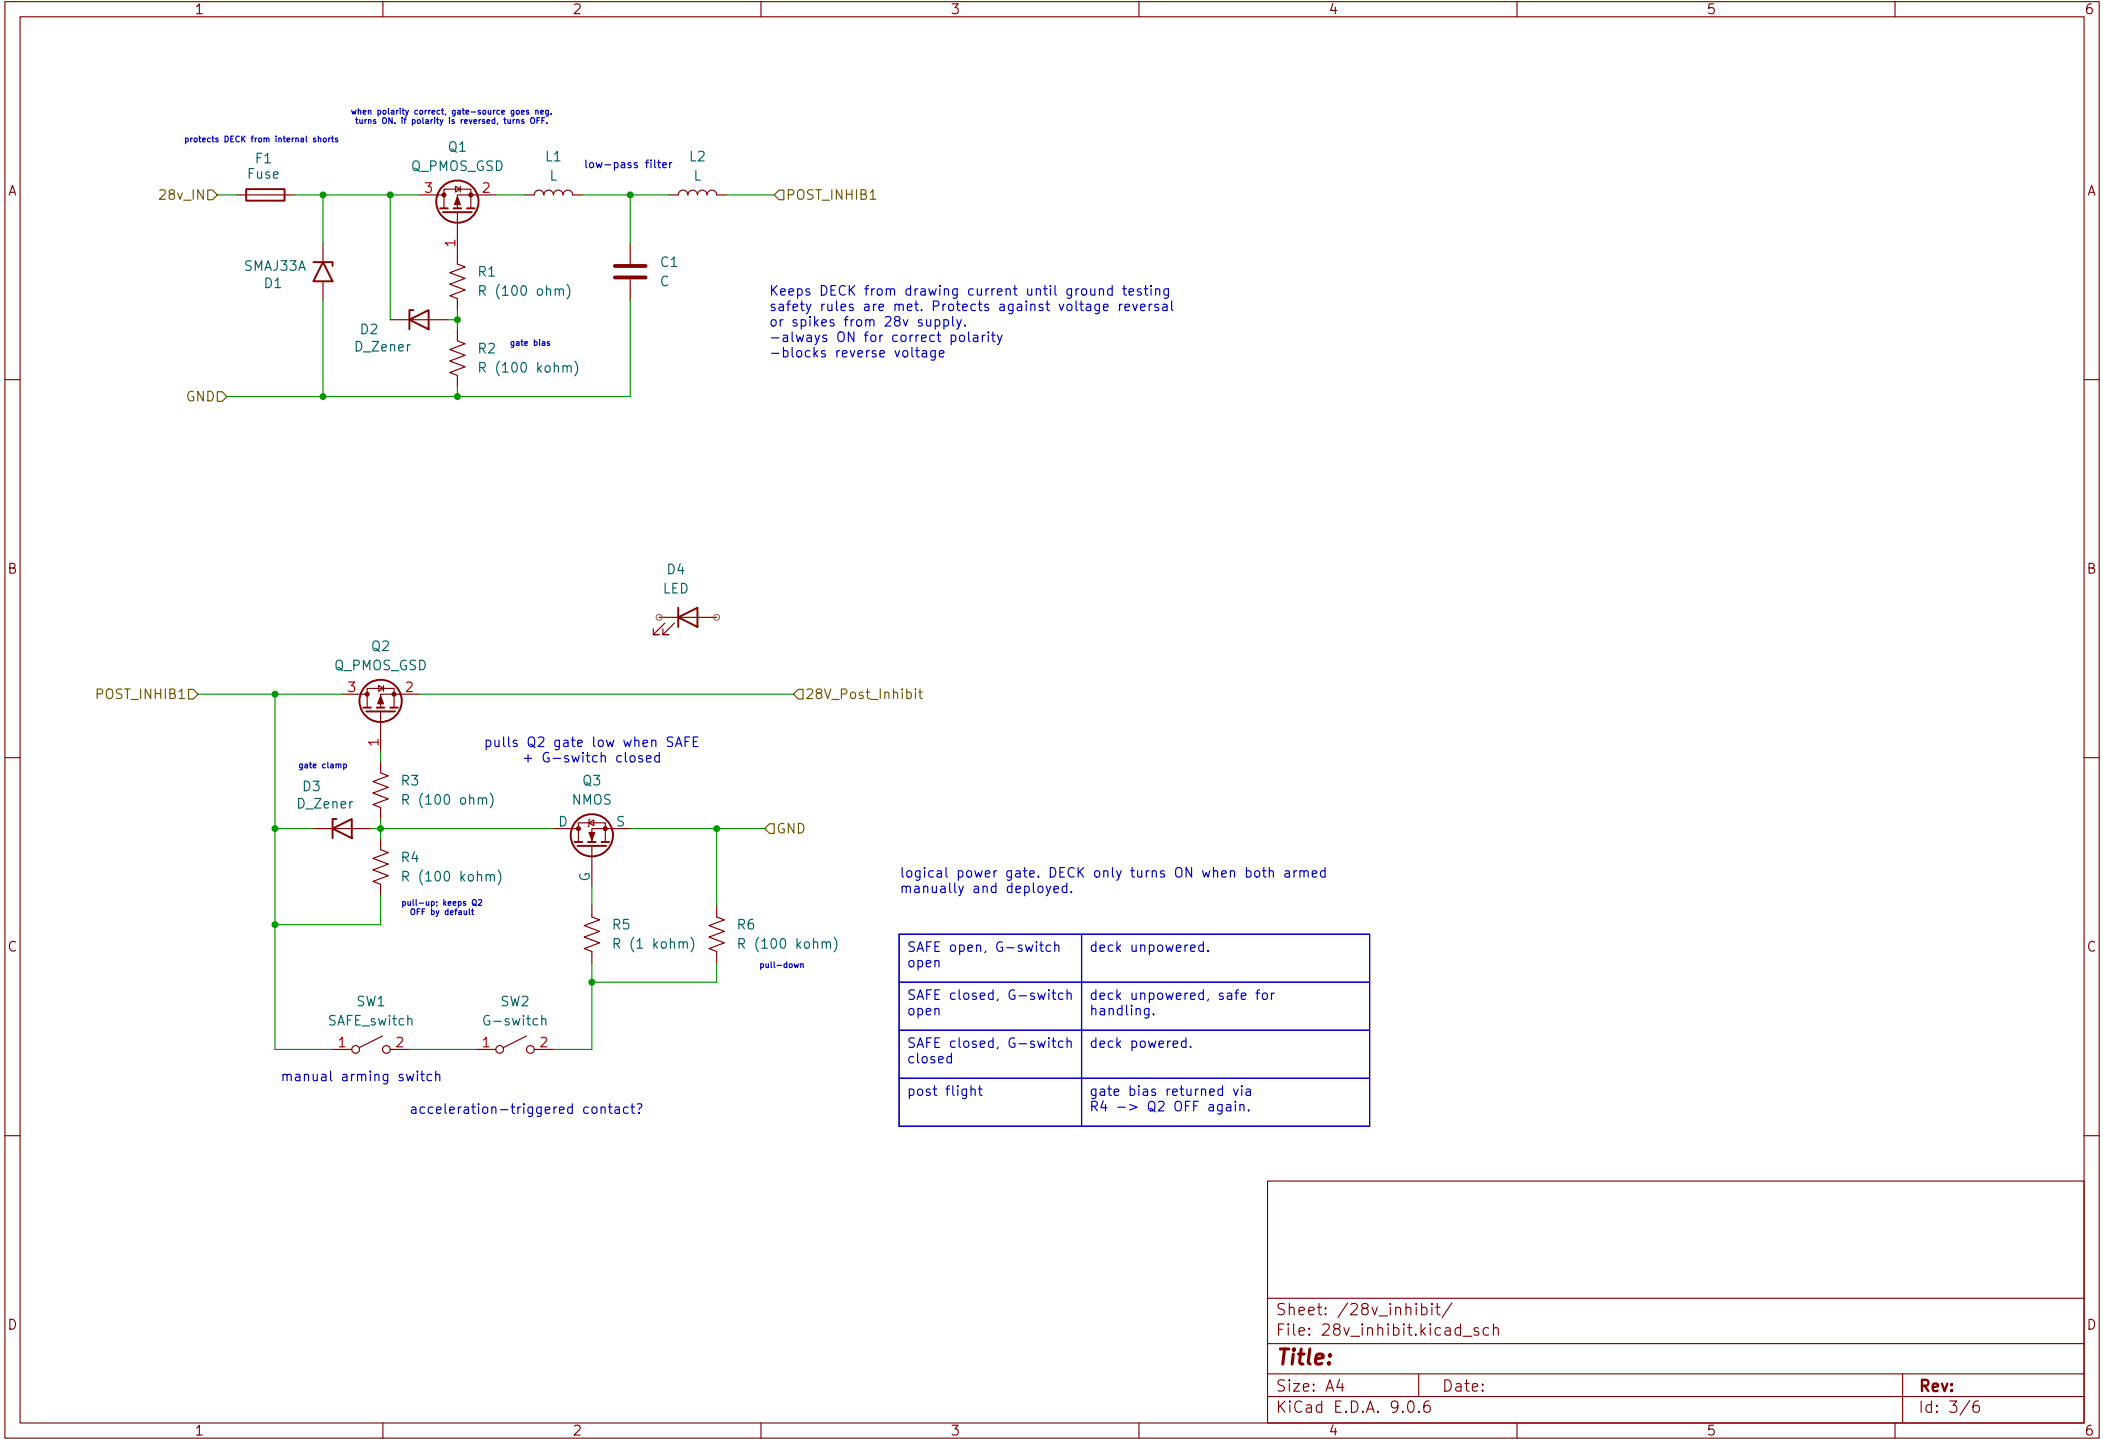 1 2 3 4 5 6
when polarity correct, gate-source goes neg.
turns ON. if polarity is reversed, turns OFF.
protects DECK from internal shorts
F1
Fuse
Q1
Q_PMOS_GSD
L1
L
low-pass filter
L2
L
A
28v_IN
3
2
POST_INHIB1
A
1
SMAJ33A
D1
R1
R (100 ohm)
C1
C
Keeps DECK from drawing current until ground testing
safety rules are met. Protects against voltage reversal
or spikes from 28v supply.
-always ON for correct polarity
-blocks reverse voltage
D2
D_Zener
R2
R (100 kohm)
gate bias
GND
B
D4
LED
B
Q2
Q_PMOS_GSD
POST_INHIB1
3
2
28V_Post_Inhibit
1
pulls Q2 gate low when SAFE
+ G-switch closed
gate clamp
D3
D_Zener
R3
R (100 ohm)
Q3
NMOS
D
S
GND
G
R4
R (100 kohm)
pull-up; keeps Q2
OFF by default
logical power gate. DECK only turns ON when both armed
manually and deployed.
C
R5
R (1 kohm)
R6
R (100 kohm)
pull-down
C
SAFE open, G-switch
open
deck unpowered.
SAFE closed, G-switch
open
deck unpowered, safe for
handling.
SAFE closed, G-switch
closed
deck powered.
post flight
gate bias returned via
R4 -> Q2 OFF again.
SW1
SAFE_switch
1
2
SW2
G-switch
1
2
manual arming switch
acceleration-triggered contact?
D
D
Sheet: /28v_inhibit/
File: 28v_inhibit.kicad_sch
Title:
Size: A4
Date:
Rev:
KiCad E.D.A. 9.0.6
Id: 3/6
1 2 3 4 5 6